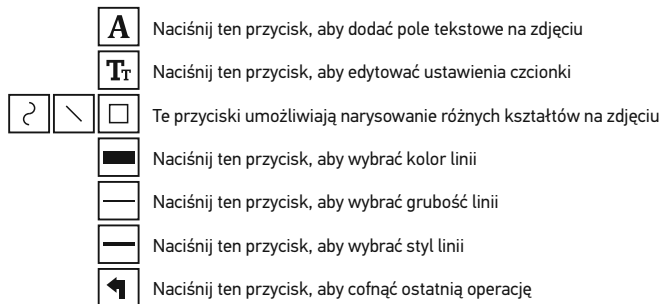 A Naciśnij ten przycisk, aby dodać pole tekstowe na zdjęciu
TT Naciśnij ten przycisk, aby edytować ustawienia czcionki
Te przyciski umożliwiają narysowanie różnych kształtów na zdjęciu
Naciśnij ten przycisk, aby wybrać kolor linii
Naciśnij ten przycisk, aby wybrać grubość linii
Naciśnij ten przycisk, aby wybrać styl linii
Naciśnij ten przycisk, aby cofnąć ostatnią operację